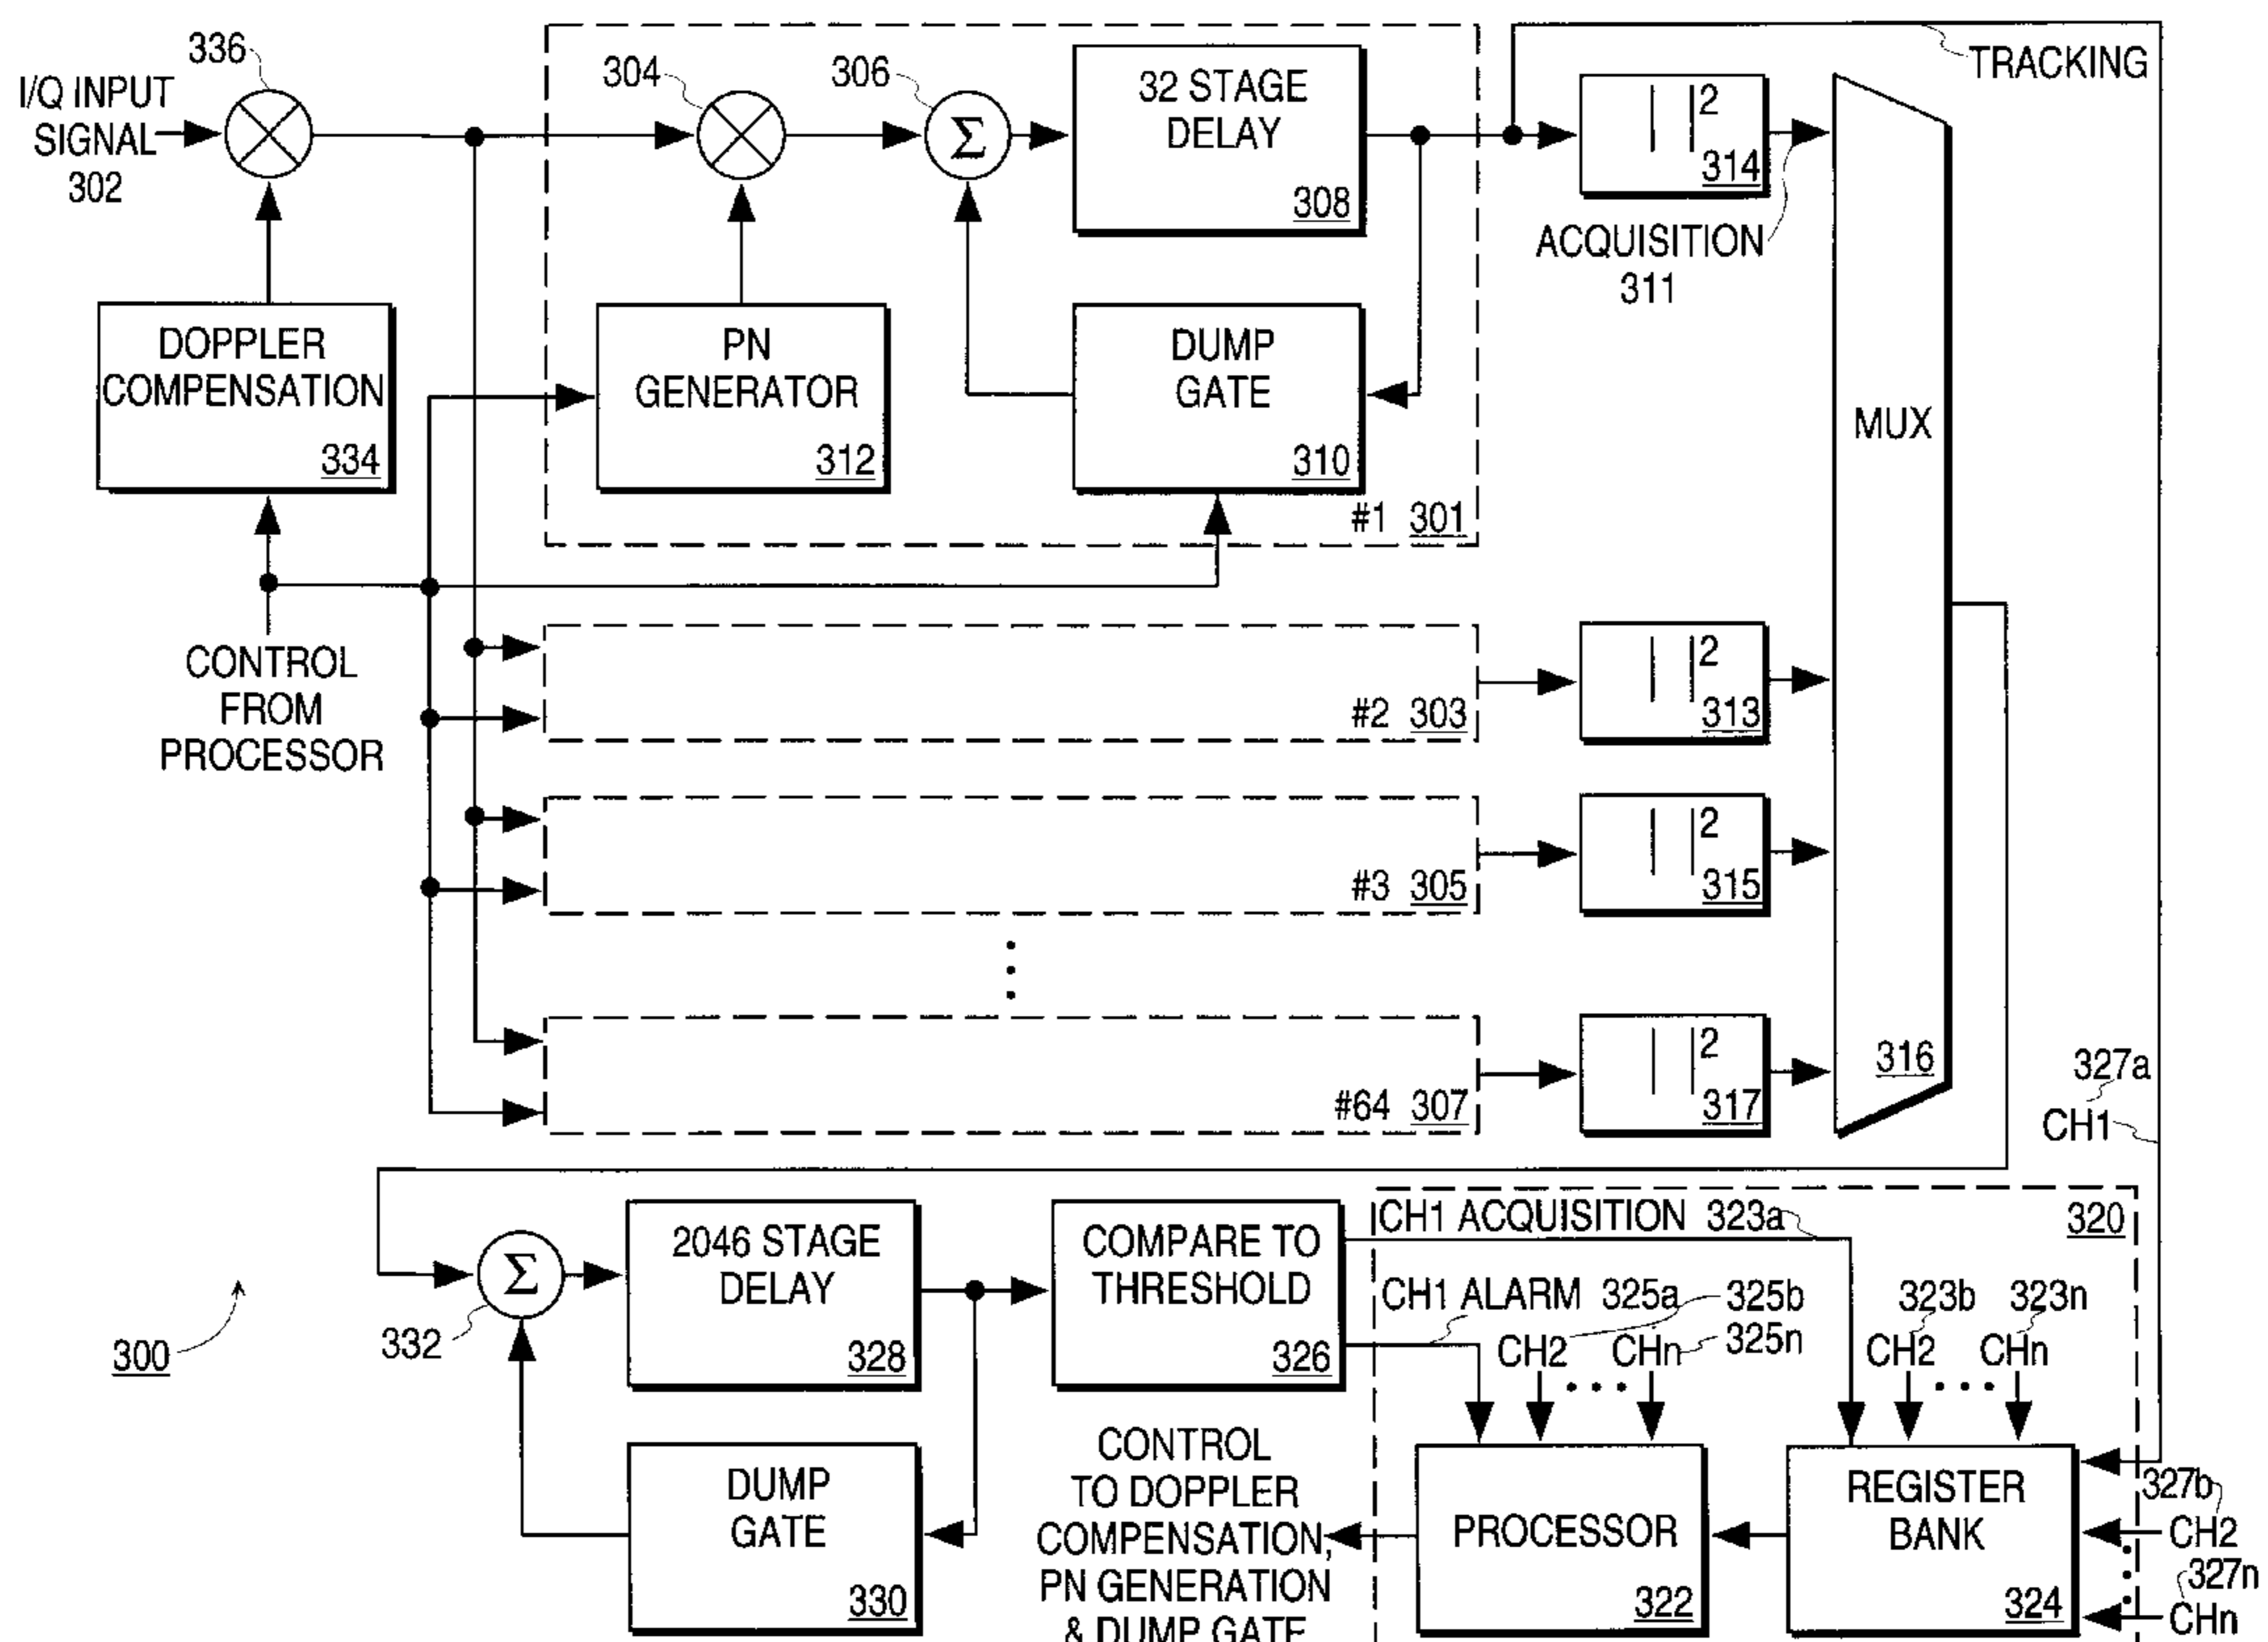 336
I/Q INPUT
SIGNAL
302
304
306
32 STAGE
DELAY
308
TRACKING
| |2
314
ACQUISITION
311
DOPPLER
COMPENSATION
334
PN
GENERATOR
312
DUMP
GATE
310
#1 301
MUX
316
CONTROL
FROM
PROCESSOR
#2 303
| |2
313
#3 305
| |2
315
#64 307
| |2
317
327a
CH1
Σ
Σ
332
300
2046 STAGE
DELAY
328
COMPARE TO
THRESHOLD
326
DUMP
GATE
330
320
CH1 ACQUISITION 323a
CH1 ALARM 325a
325b
CH2 CHn 325n
323b 323n
CH2 CHn
CONTROL
TO DOPPLER
COMPENSATION,
PN GENERATION
& DUMP GATE
PROCESSOR
322
REGISTER
BANK
324
327b
CH2
327n
CHn